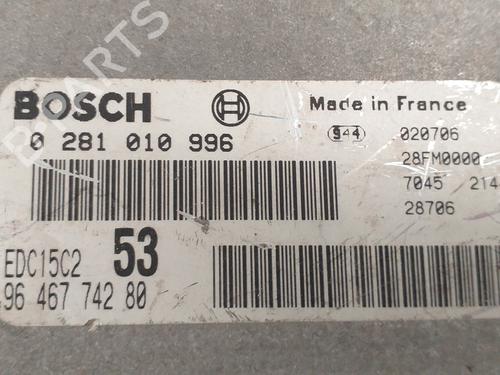 B-PARTS
BOSCH
Made in France
0 281 010 996
944 020706
28FM0000
7045 214
28706
EDC15C2 53
96 467 742 80